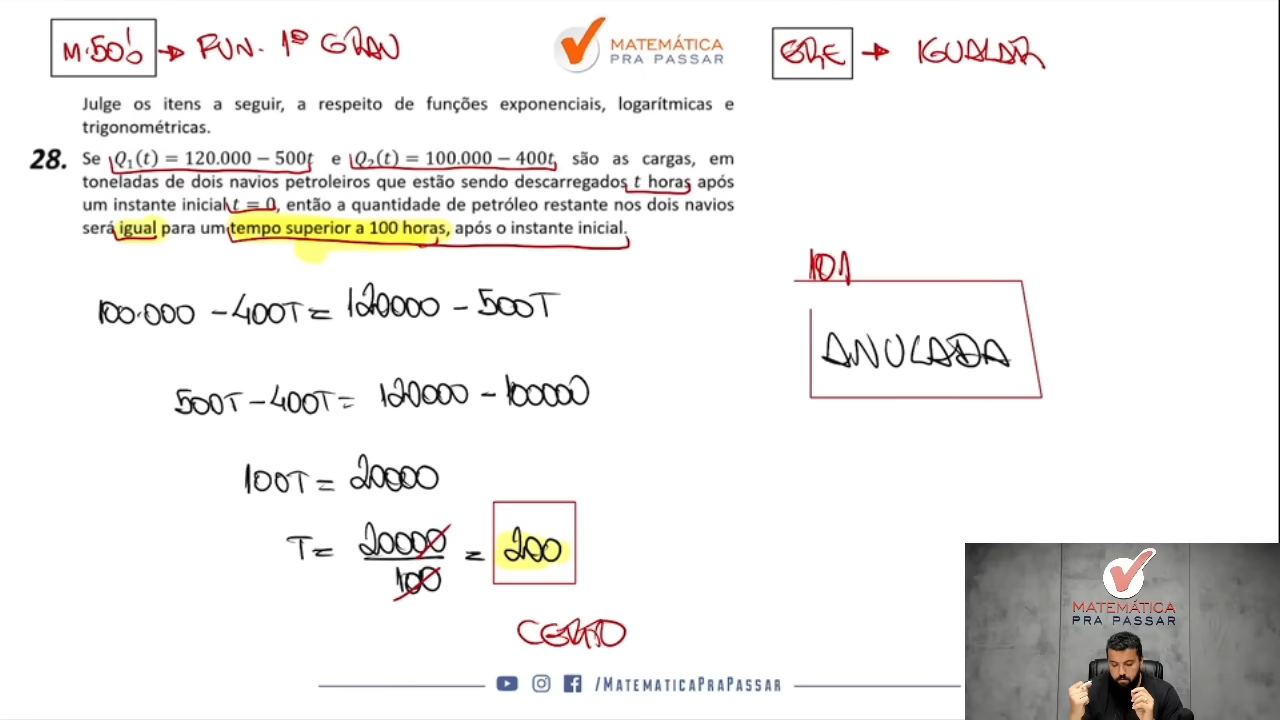 M.50% → FUN. 1º GRAU
MATEMÁTICA
PRA PASSAR
CRE → IGUALAR
Julge os itens a seguir, a respeito de funções exponenciais, logarítmicas e
trigonométricas.
28. Se Q₁(t) = 120.000 − 500t e Q₂(t) = 100.000 − 400t, são as cargas, em
toneladas de dois navios petroleiros que estão sendo descarregados t horas após
um instante inicial t = 0, então a quantidade de petróleo restante nos dois navios
será igual para um tempo superior a 100 horas, após o instante inicial.
101
100.000 − 400T = 120000 − 500T
ANULADA
500T − 400T = 120000 − 100000
100T = 20000
T = 20000/100 = 200
CERTO
MATEMÁTICA
PRA PASSAR
/MATEMATICAPRAPASSAR